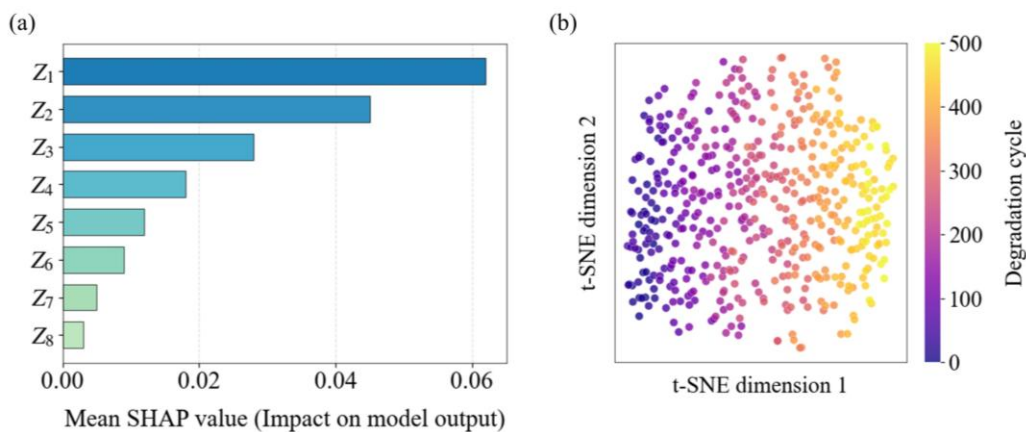 (a)
Z1
Z2
Z3
Z4
Z5
Z6
Z7
Z8
0.00 0.02 0.04 0.06
Mean SHAP value (Impact on model output)
(b)
t-SNE dimension 2
t-SNE dimension 1
500
400
300
200
100
0
Degradation cycle